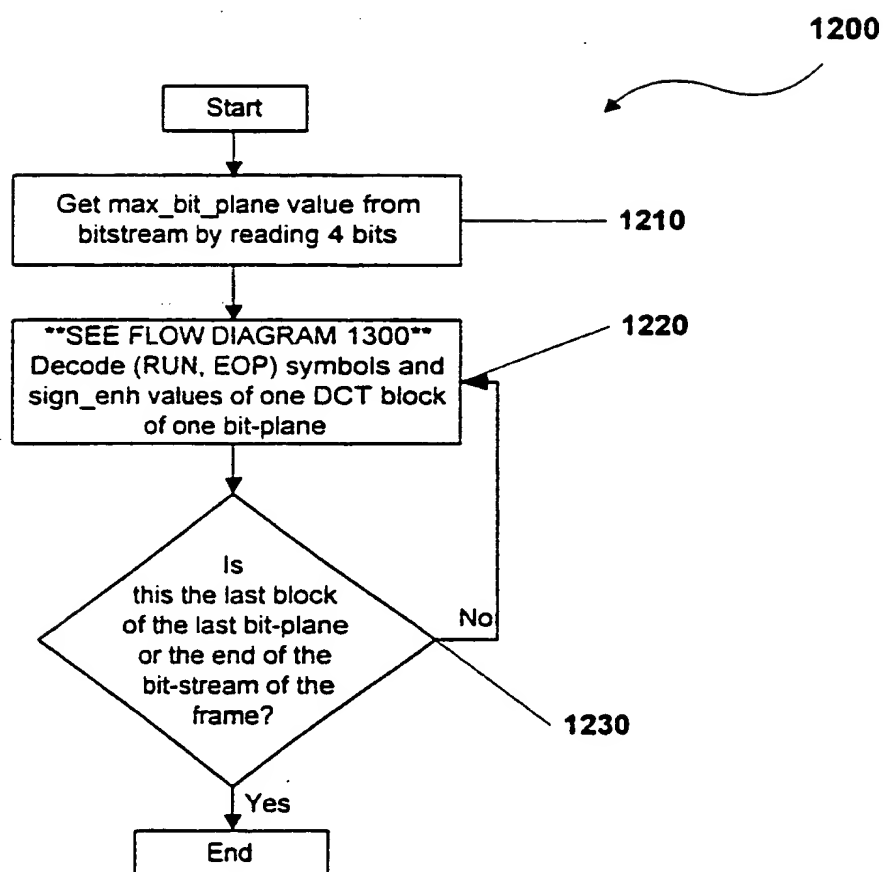 1200
Start
Get max_bit_plane value from
bitstream by reading 4 bits
1210
**SEE FLOW DIAGRAM 1300**
Decode (RUN, EOP) symbols and
sign_enh values of one DCT block
of one bit-plane
1220
Is
this the last block
of the last bit-plane
or the end of the
bit-stream of the
frame?
No
1230
Yes
End